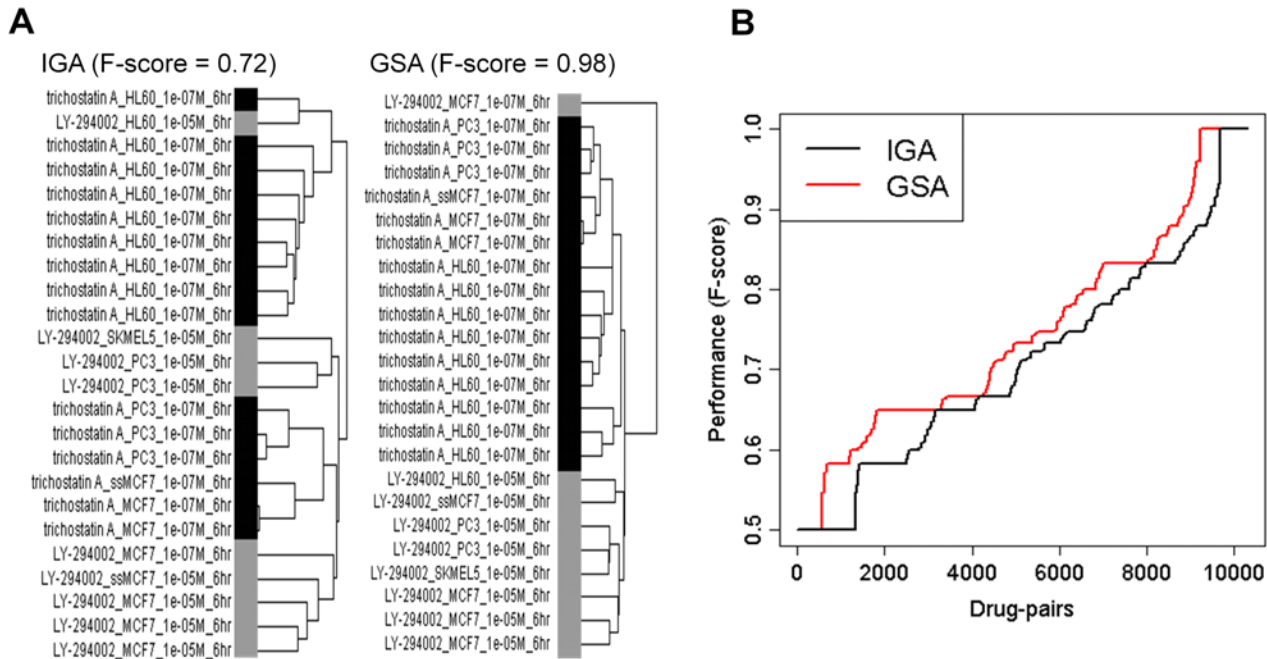 A
IGA (F-score = 0.72)
trichostatin A_HL60_1e-07M_6hr
LY-294002_HL60_1e-05M_6hr
trichostatin A_HL60_1e-07M_6hr
trichostatin A_HL60_1e-07M_6hr
trichostatin A_HL60_1e-07M_6hr
trichostatin A_HL60_1e-07M_6hr
trichostatin A_HL60_1e-07M_6hr
trichostatin A_HL60_1e-07M_6hr
trichostatin A_HL60_1e-07M_6hr
trichostatin A_HL60_1e-07M_6hr
LY-294002_SKMEL5_1e-05M_6hr
LY-294002_PC3_1e-05M_6hr
LY-294002_PC3_1e-05M_6hr
trichostatin A_PC3_1e-07M_6hr
trichostatin A_PC3_1e-07M_6hr
trichostatin A_PC3_1e-07M_6hr
trichostatin A_ssMCF7_1e-07M_6hr
trichostatin A_MCF7_1e-07M_6hr
trichostatin A_MCF7_1e-07M_6hr
LY-294002_MCF7_1e-07M_6hr
LY-294002_ssMCF7_1e-05M_6hr
LY-294002_MCF7_1e-05M_6hr
LY-294002_MCF7_1e-05M_6hr
LY-294002_MCF7_1e-05M_6hr
GSA (F-score = 0.98)
LY-294002_MCF7_1e-07M_6hr
trichostatin A_PC3_1e-07M_6hr
trichostatin A_PC3_1e-07M_6hr
trichostatin A_PC3_1e-07M_6hr
trichostatin A_ssMCF7_1e-07M_6hr
trichostatin A_MCF7_1e-07M_6hr
trichostatin A_MCF7_1e-07M_6hr
trichostatin A_HL60_1e-07M_6hr
trichostatin A_HL60_1e-07M_6hr
trichostatin A_HL60_1e-07M_6hr
trichostatin A_HL60_1e-07M_6hr
trichostatin A_HL60_1e-07M_6hr
trichostatin A_HL60_1e-07M_6hr
trichostatin A_HL60_1e-07M_6hr
trichostatin A_HL60_1e-07M_6hr
trichostatin A_HL60_1e-07M_6hr
LY-294002_HL60_1e-05M_6hr
LY-294002_ssMCF7_1e-05M_6hr
LY-294002_PC3_1e-05M_6hr
LY-294002_PC3_1e-05M_6hr
LY-294002_SKMEL5_1e-05M_6hr
LY-294002_MCF7_1e-05M_6hr
LY-294002_MCF7_1e-05M_6hr
LY-294002_MCF7_1e-05M_6hr
B
IGA
GSA
Performance (F-score)
1.0
0.9
0.8
0.7
0.6
0.5
0 2000 4000 6000 8000 10000
Drug-pairs